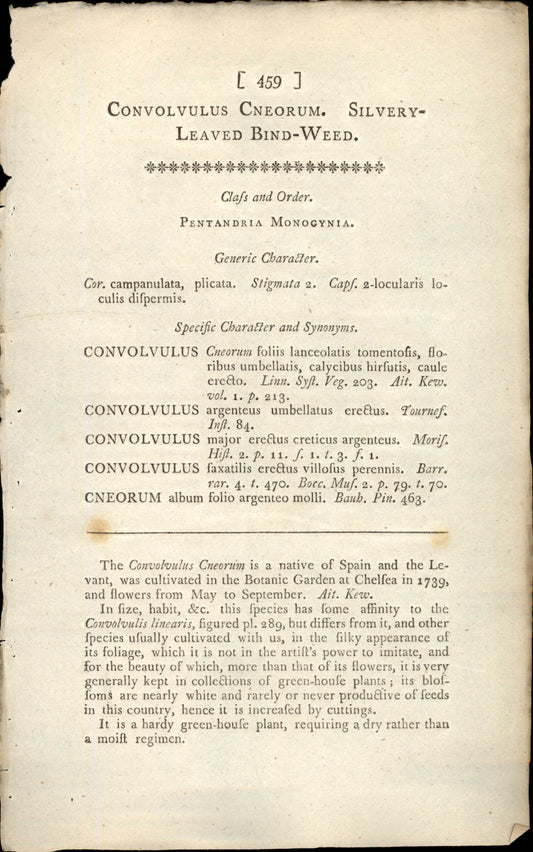 [ 459 ]
CONVOLVULUS CNEORUM. SILVERY-
LEAVED BIND-WEED.
Claſs and Order.
PENTANDRIA MONOGYNIA.
Generic Character.
Cor. campanulata, plicata. Stigmata 2. Capſ. 2-locularis lo-
culis diſpermis.
Specific Character and Synonyms.
CONVOLVULUS Cneorum foliis lanceolatis tomentoſis, flo-
ribus umbellatis, calycibus hirſutis, caule
erecto. Linn. Syſt. Veg. 203. Ait. Kew.
vol. 1. p. 213.
CONVOLVULUS argenteus umbellatus erectus. Tournef.
Inſt. 84.
CONVOLVULUS major erectus creticus argenteus. Moriſ.
Hiſt. 2. p. 11. ſ. 1. t. 3. f. 1.
CONVOLVULUS ſaxatilis erectus villoſus perennis. Barr.
rar. 4. t. 470. Bocc. Muſ. 2. p. 79. t. 70.
CNEORUM album folio argenteo molli. Bauh. Pin. 463.
The Convolvulus Cneorum is a native of Spain and the Le-
vant, was cultivated in the Botanic Garden at Chelſea in 1739,
and flowers from May to September. Ait. Kew.
In ſize, habit, &c. this ſpecies has ſome affinity to the
Convolvulis linearis, figured pl. 289, but differs from it, and other
ſpecies uſually cultivated with us, in the ſilky appearance of
its foliage, which it is not in the artiſt's power to imitate, and
for the beauty of which, more than that of its flowers, it is very
generally kept in collections of green-houſe plants; its bloſ-
ſoms are nearly white and rarely or never productive of ſeeds
in this country, hence it is increaſed by cuttings.
It is a hardy green-houſe plant, requiring a dry rather than
a moiſt regimen.